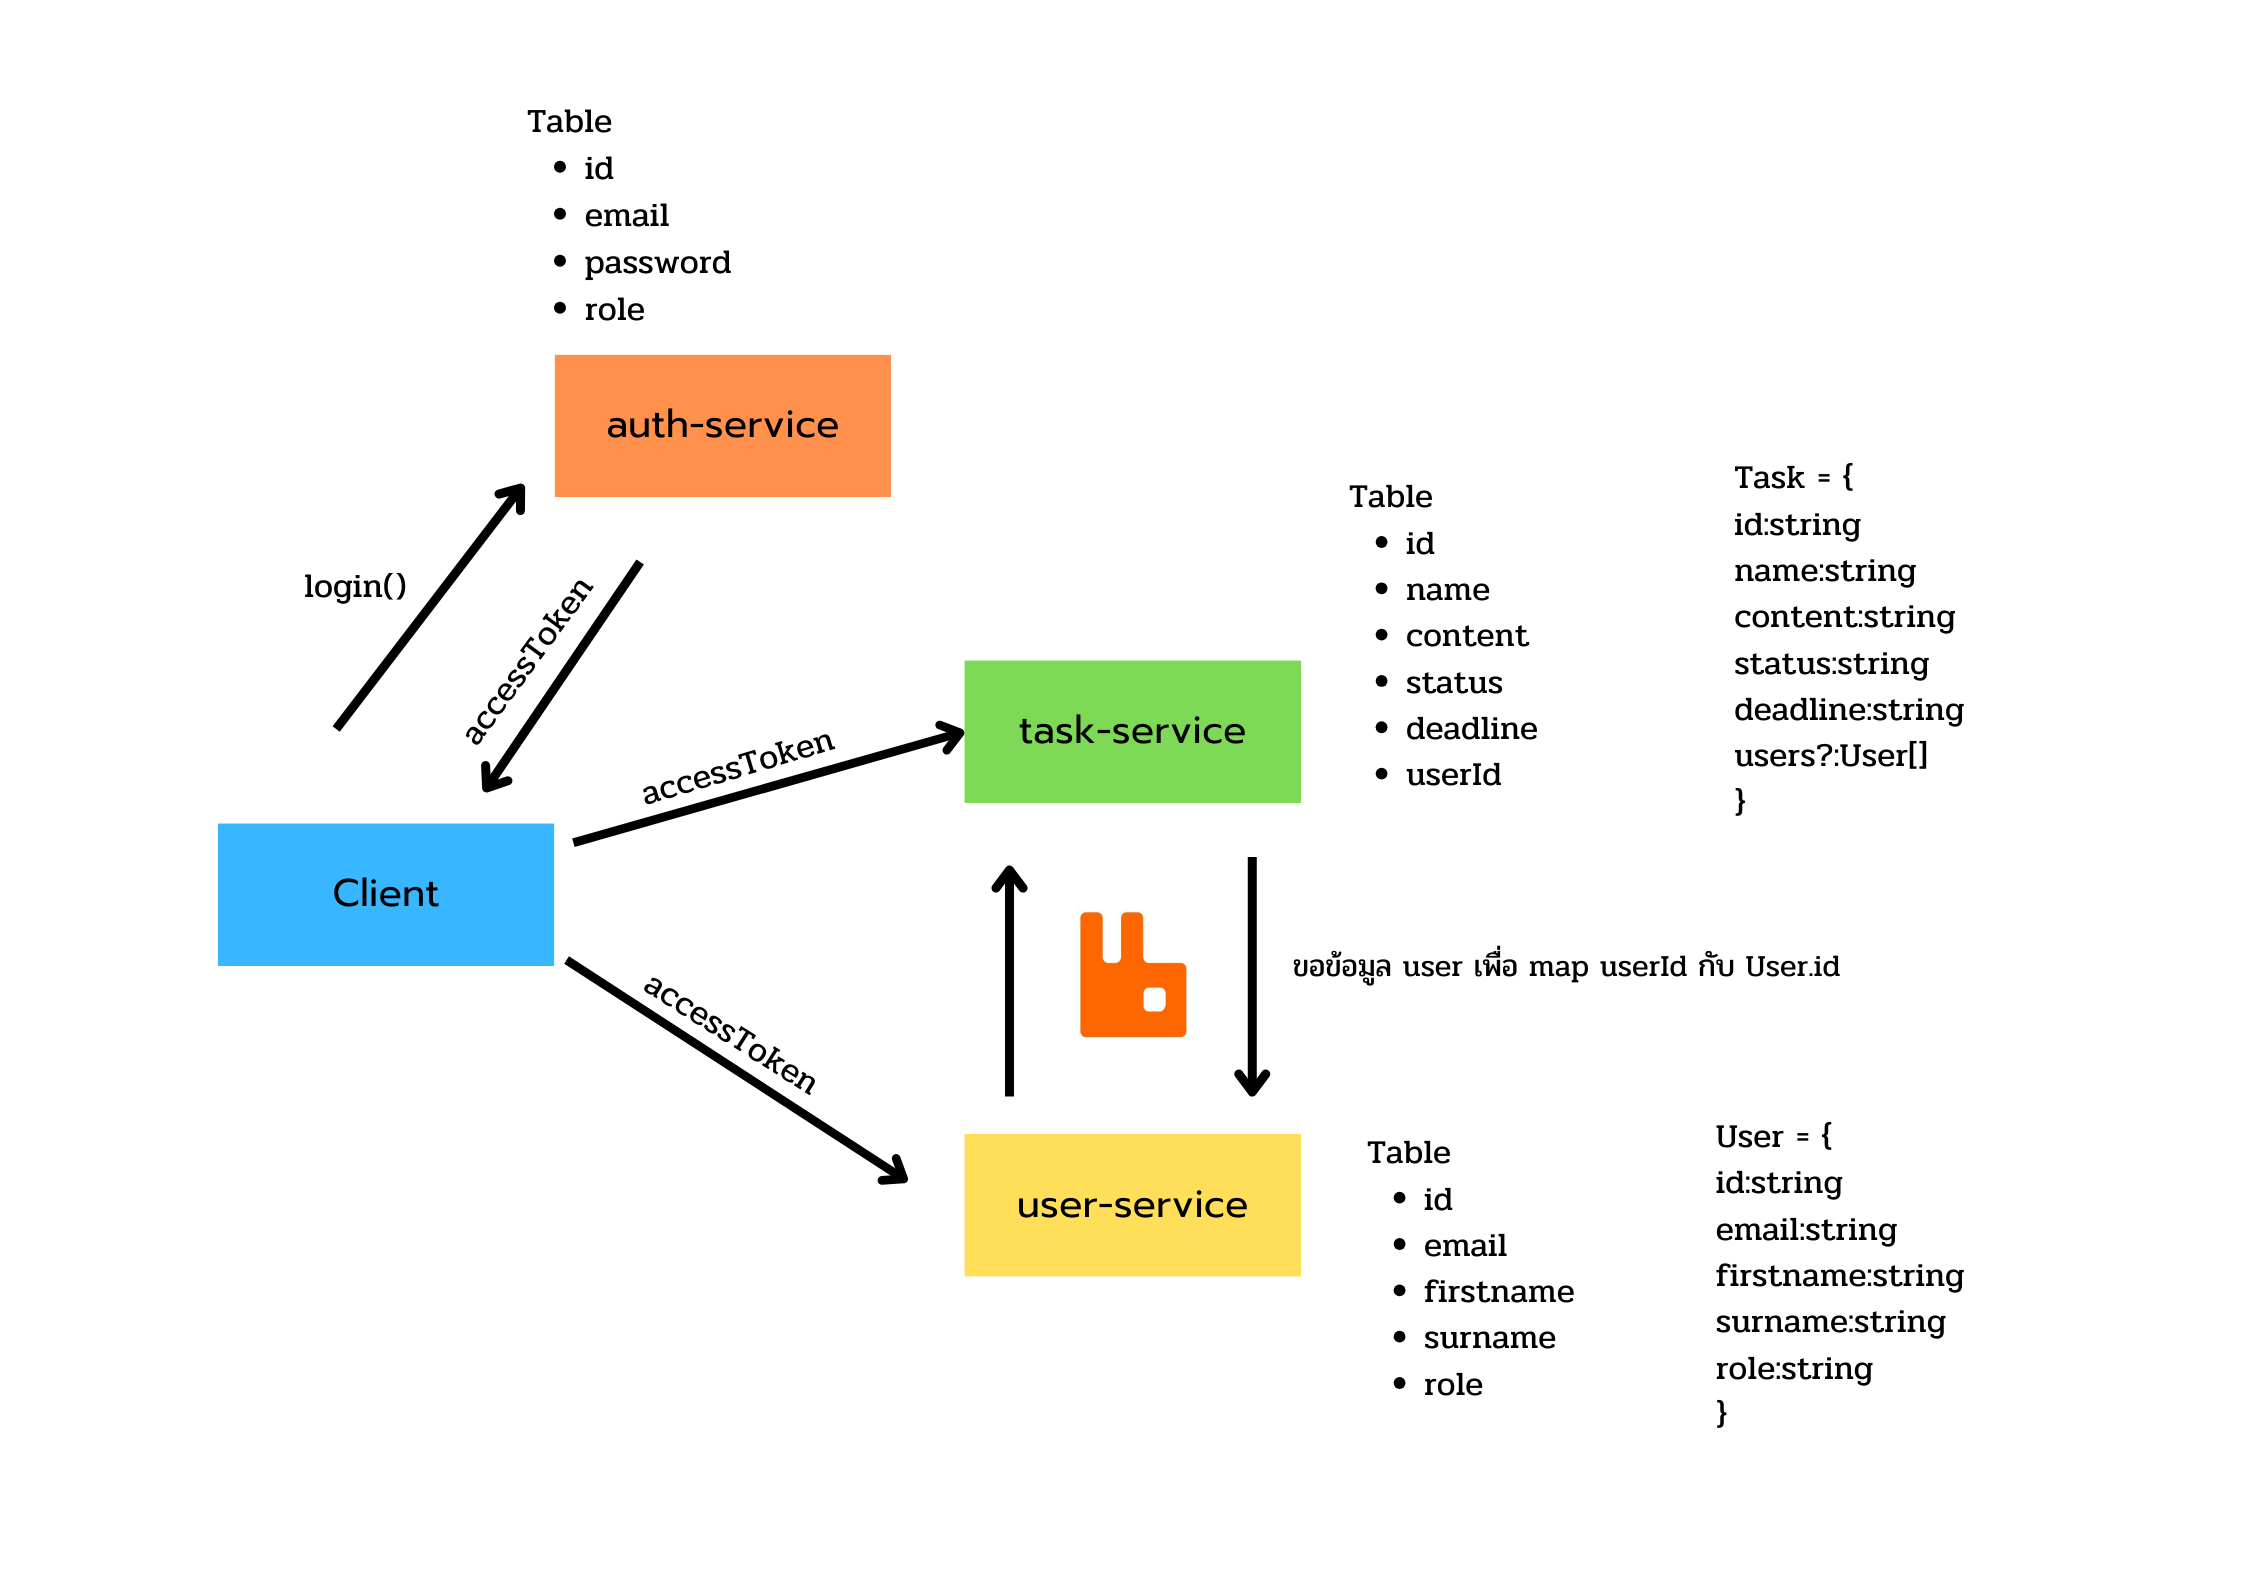 Table
id
email
password
role
auth-service
login()
accessToken
accessToken
Client
accessToken
task-service
Table
id
name
content
status
deadline
userId
Task = {
id:string
name:string
content:string
status:string
deadline:string
users?:User[]
}
ขอข้อมูล user เพื่อ map userId กับ User.id
user-service
Table
id
email
firstname
surname
role
User = {
id:string
email:string
firstname:string
surname:string
role:string
}